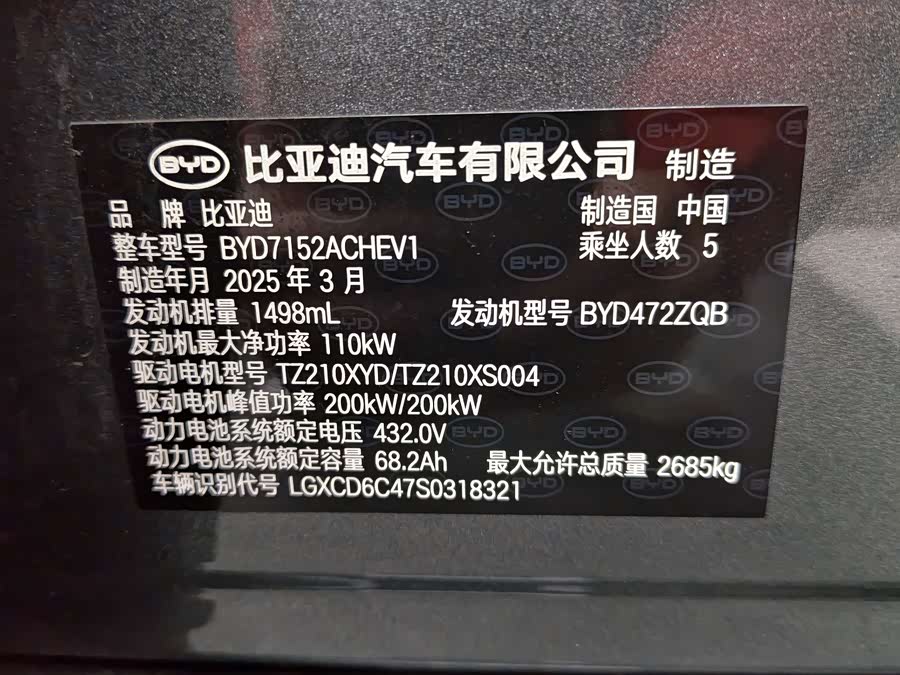 BYD 比亚迪汽车有限公司 制造
品 牌 比亚迪 制造国 中国
整车型号 BYD7152ACHEV1 乘坐人数 5
制造年月 2025 年 3 月
发动机排量 1498mL 发动机型号 BYD472ZQB
发动机最大净功率 110kW
驱动电机型号 TZ210XYD/TZ210XS004
驱动电机峰值功率 200kW/200kW
动力电池系统额定电压 432.0V
动力电池系统额定容量 68.2Ah 最大允许总质量 2685kg
车辆识别代号 LGXCD6C47S0318321